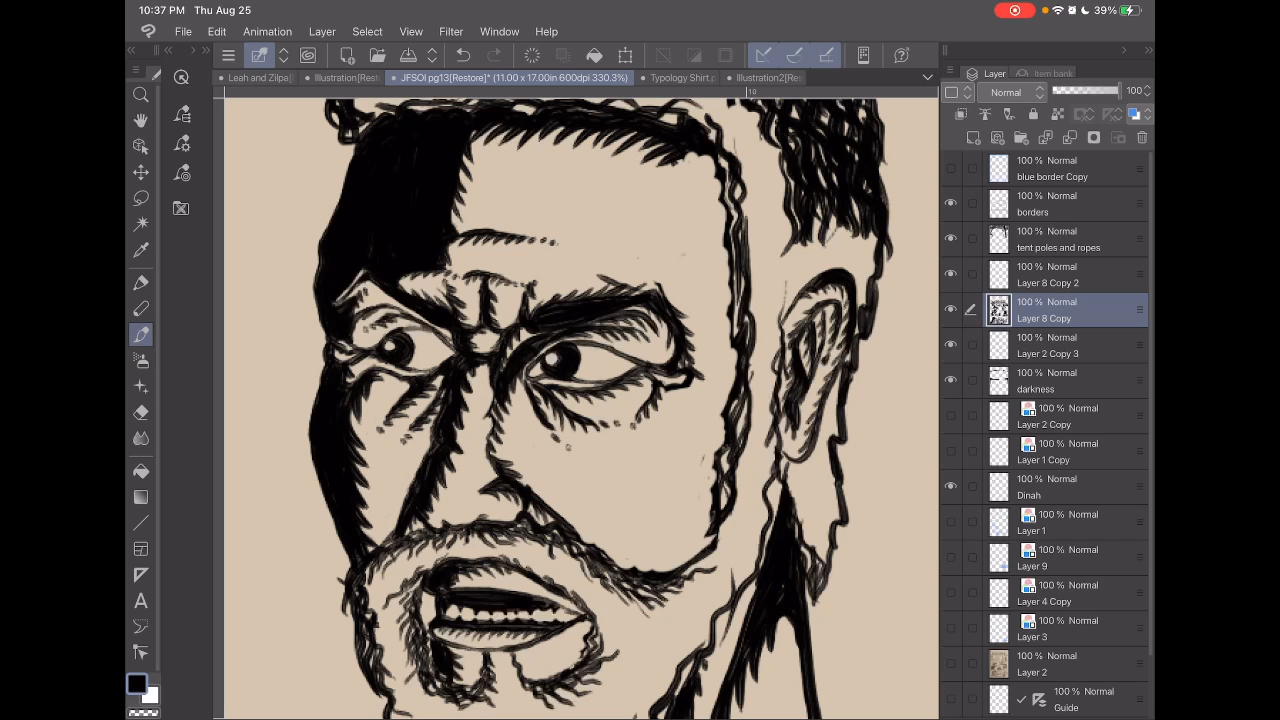 10:37 PM Thu Aug 25
39%
File Edit Animation Layer Select View Filter Window Help
Leah and Zilpa[ Illustration[Rest JFSOI pg13[Restore]* (11.00 x 17.00in 600dpi 330.3%) Typology Shirt.p Illustration2[Re
Layer Item bank
10
Normal 100
100 % Normal
blue border Copy
100 % Normal
borders
100 % Normal
tent poles and ropes
100 % Normal
Layer 8 Copy 2
100 % Normal
Layer 8 Copy
100 % Normal
Layer 2 Copy 3
100 % Normal
darkness
100 % Normal
Layer 2 Copy
100 % Normal
Layer 1 Copy
100 % Normal
Dinah
100 % Normal
Layer 1
100 % Normal
Layer 9
100 % Normal
Layer 4 Copy
100 % Normal
Layer 3
100 % Normal
Layer 2
100 % Normal
Guide